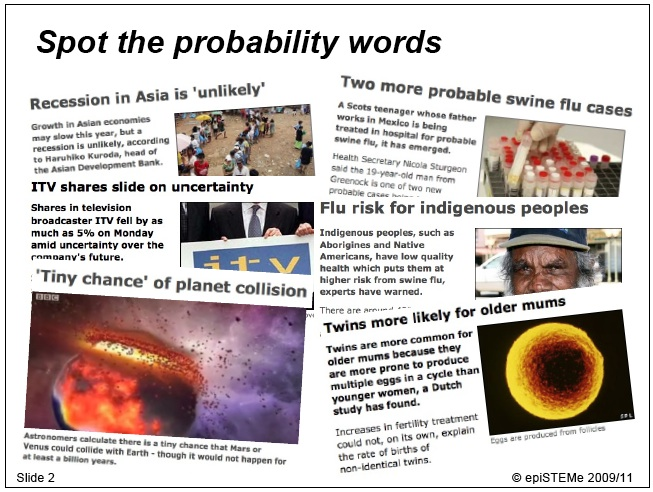 Spot the probability words
Recession in Asia is 'unlikely'
Growth in Asian economies
may slow this year, but a
recession is unlikely, according
to Haruhiko Kuroda, head of
the Asian Development Bank.
Two more probable swine flu cases
A Scots teenager whose father
works in Mexico is being
treated in hospital for probable
swine flu, it has emerged.
Health Secretary Nicola Sturgeon
said the 19-year-old man from
Greenock is one of two new
probable cases being
ITV shares slide on uncertainty
Shares in television
broadcaster ITV fell by as
much as 5% on Monday
amid uncertainty over the
company's future.
itv
Flu risk for indigenous peoples
Indigenous peoples, such as
Aborigines and Native
Americans, have low quality
health which puts them at
higher risk from swine flu,
experts have warned.
There are around
'Tiny chance' of planet collision
BBC
Astronomers calculate there is a tiny chance that Mars or
Venus could collide with Earth - though it would not happen for
at least a billion years.
Twins more likely for older mums
Twins are more common for
older mums because they
are more prone to produce
multiple eggs in a cycle than
younger women, a Dutch
study has found.
Increases in fertility treatment
could not, on its own, explain
the rate of births of
non-identical twins.
SPL
Eggs are produced from follicles
Slide 2
© epiSTEMe 2009/11